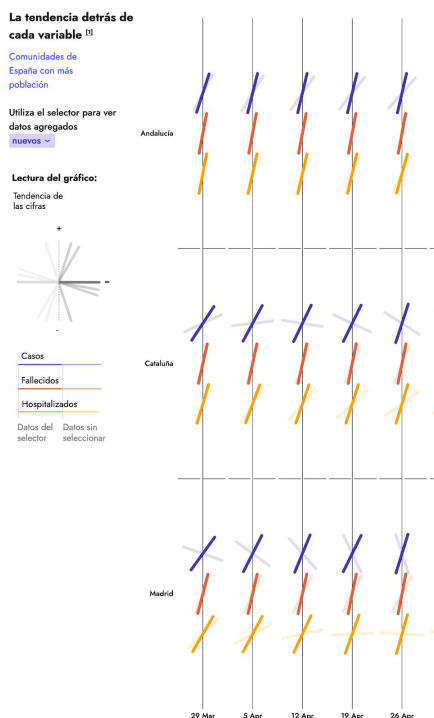 La tendencia detrás de
cada variable [1]
Comunidades de
España con más
población
Utiliza el selector para ver
datos agregados
nuevos
Lectura del gráfico:
Tendencia de
las cifras
+
=
-
Casos
Fallecidos
Hospitalizados
Datos del selector
Datos sin seleccionar
Andalucía
Cataluña
Madrid
29 Mar
5 Apr
12 Apr
19 Apr
26 Apr